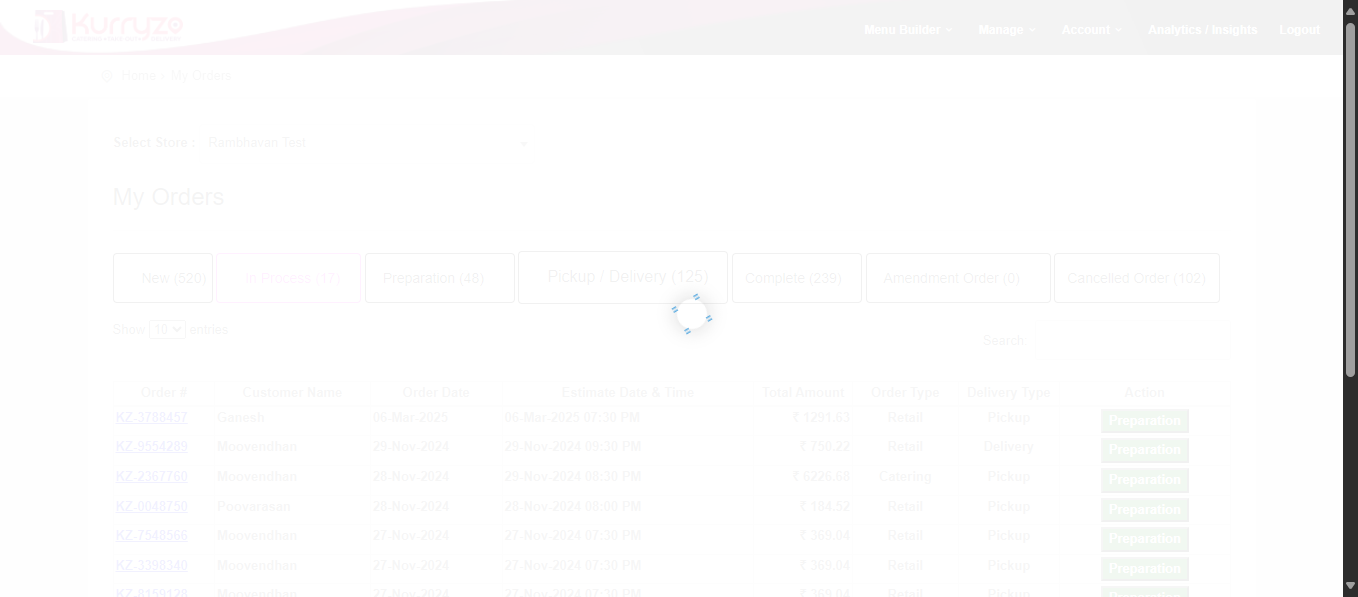 Kurryzo
Menu Builder Manage Account Analytics / Insights Logout
Home › My Orders
Select Store : Rambhavan Test
My Orders
New (520) In Process (17) Preparation (48) Pickup / Delivery (125) Complete (239) Amendment Order (0) Cancelled Order (102)
Show 10 entries
Search
Order # Customer Name Order Date Estimate Date & Time Total Amount Order Type Delivery Type Action
KZ-3788457 Ganesh 06-Mar-2025 06-Mar-2025 07:30 PM ₹ 1291.63 Retail Pickup Preparation
KZ-9554289 Moovendhan 29-Nov-2024 29-Nov-2024 09:30 PM ₹ 750.22 Retail Delivery Preparation
KZ-2367760 Moovendhan 28-Nov-2024 29-Nov-2024 08:30 PM ₹ 6226.68 Catering Pickup Preparation
KZ-0048750 Poovarasan 28-Nov-2024 28-Nov-2024 08:00 PM ₹ 184.52 Retail Pickup Preparation
KZ-7548566 Moovendhan 27-Nov-2024 27-Nov-2024 07:30 PM ₹ 369.04 Retail Pickup Preparation
KZ-3398340 Moovendhan 27-Nov-2024 27-Nov-2024 07:30 PM ₹ 369.04 Retail Pickup Preparation
KZ-8159128 Moovendhan 27-Nov-2024 27-Nov-2024 07:30 PM ₹ 369.04 Retail Pickup Preparation